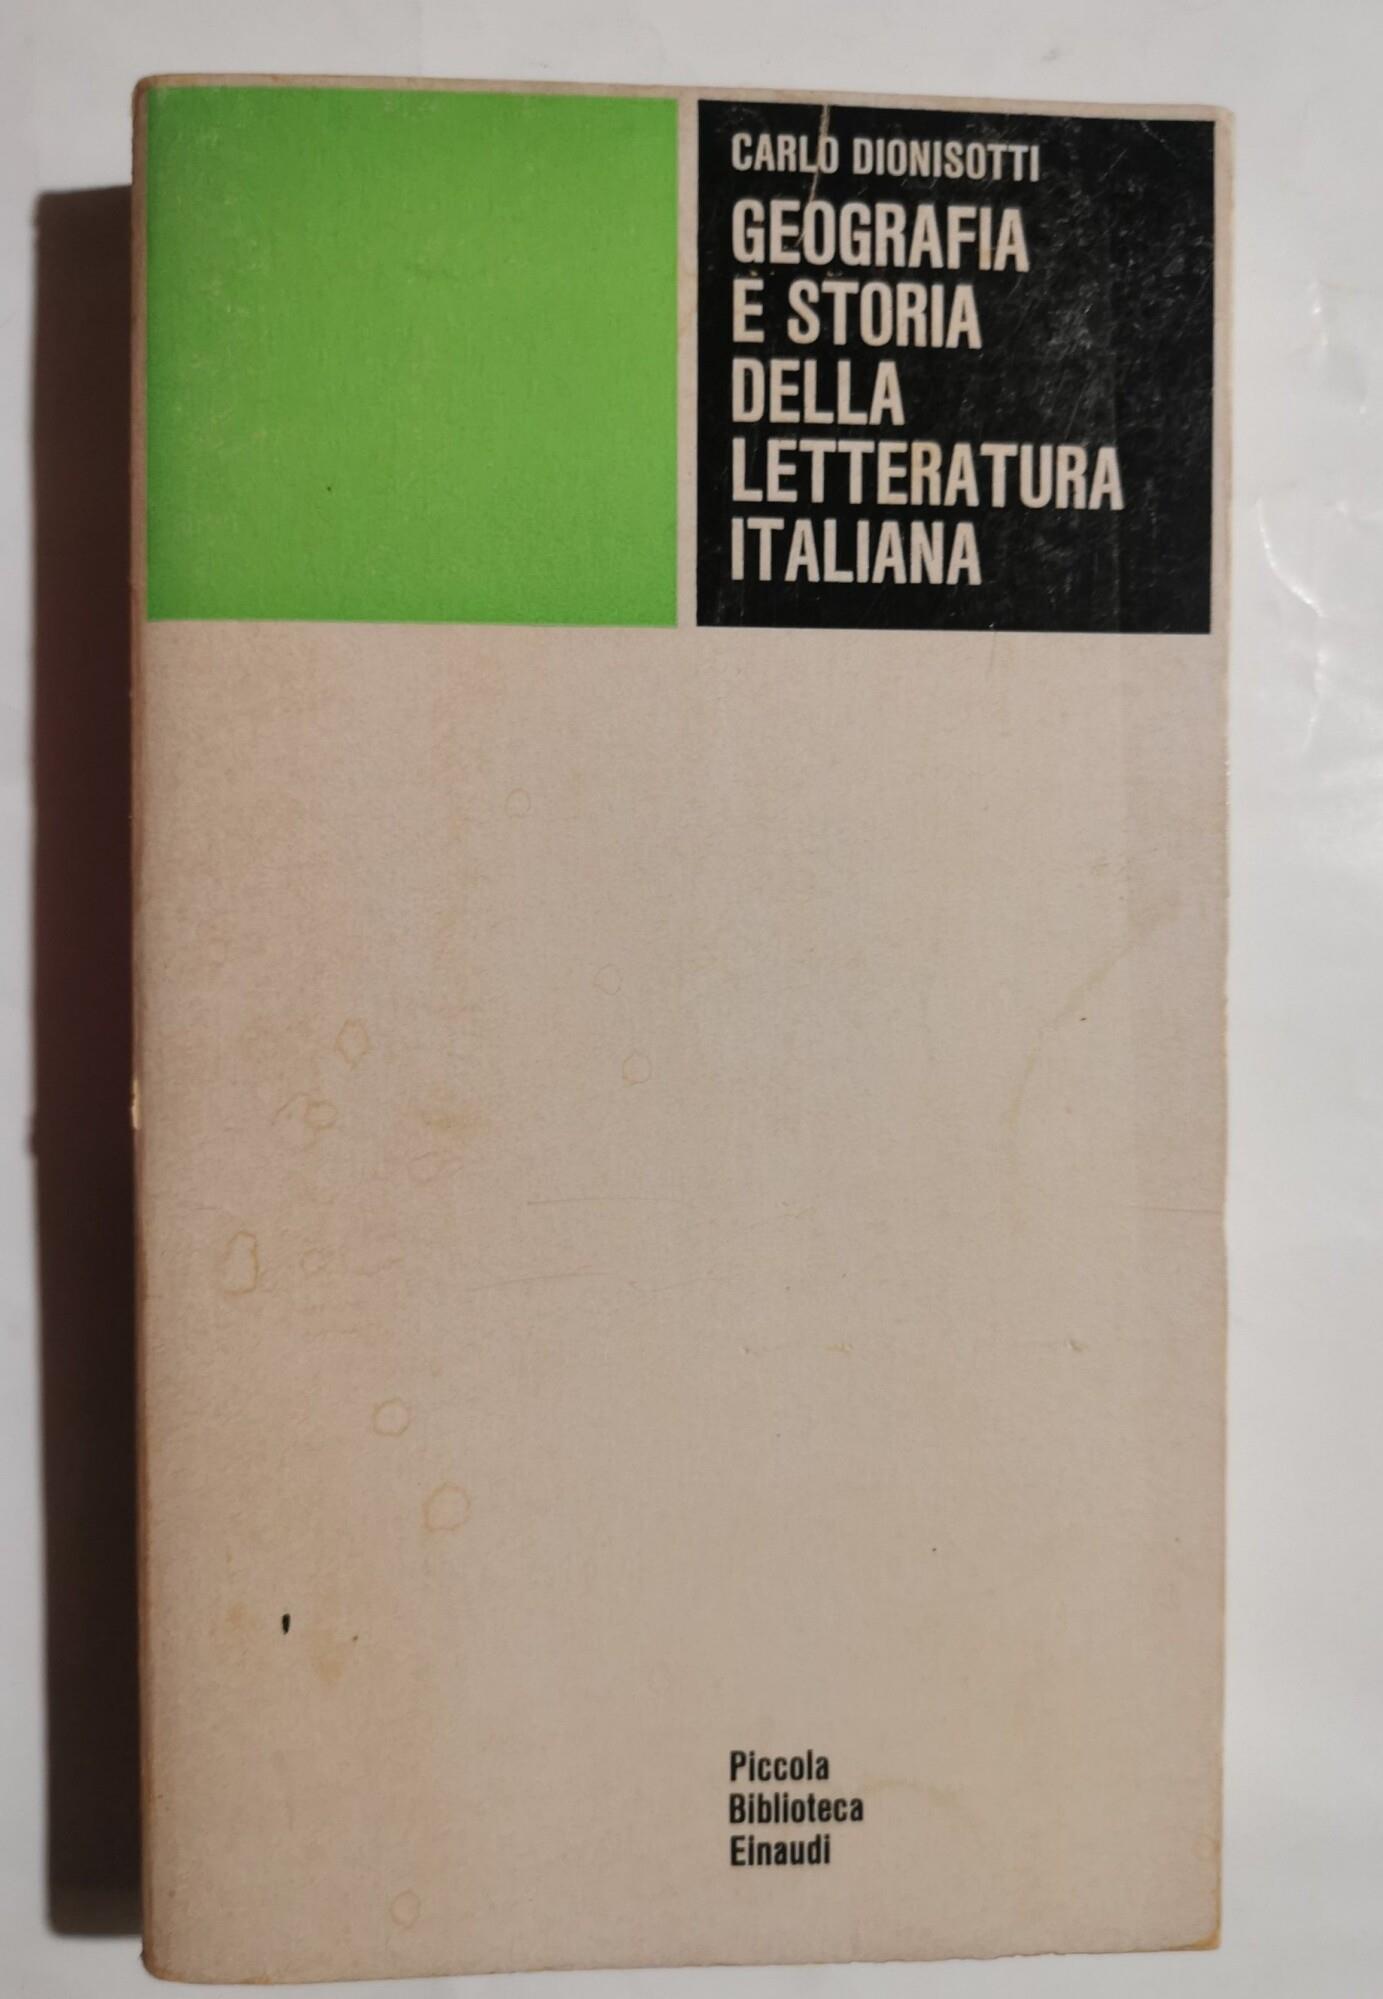 CARLO DIONISOTTI
GEOGRAFIA
E STORIA
DELLA
LETTERATURA
ITALIANA
Piccola
Biblioteca
Einaudi